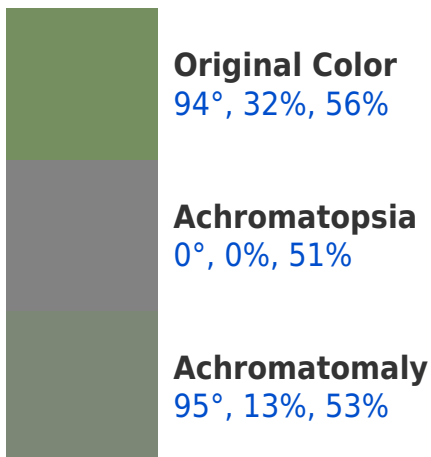 Original Color
94°, 32%, 56%
Achromatopsia
0°, 0%, 51%
Achromatomaly
95°, 13%, 53%